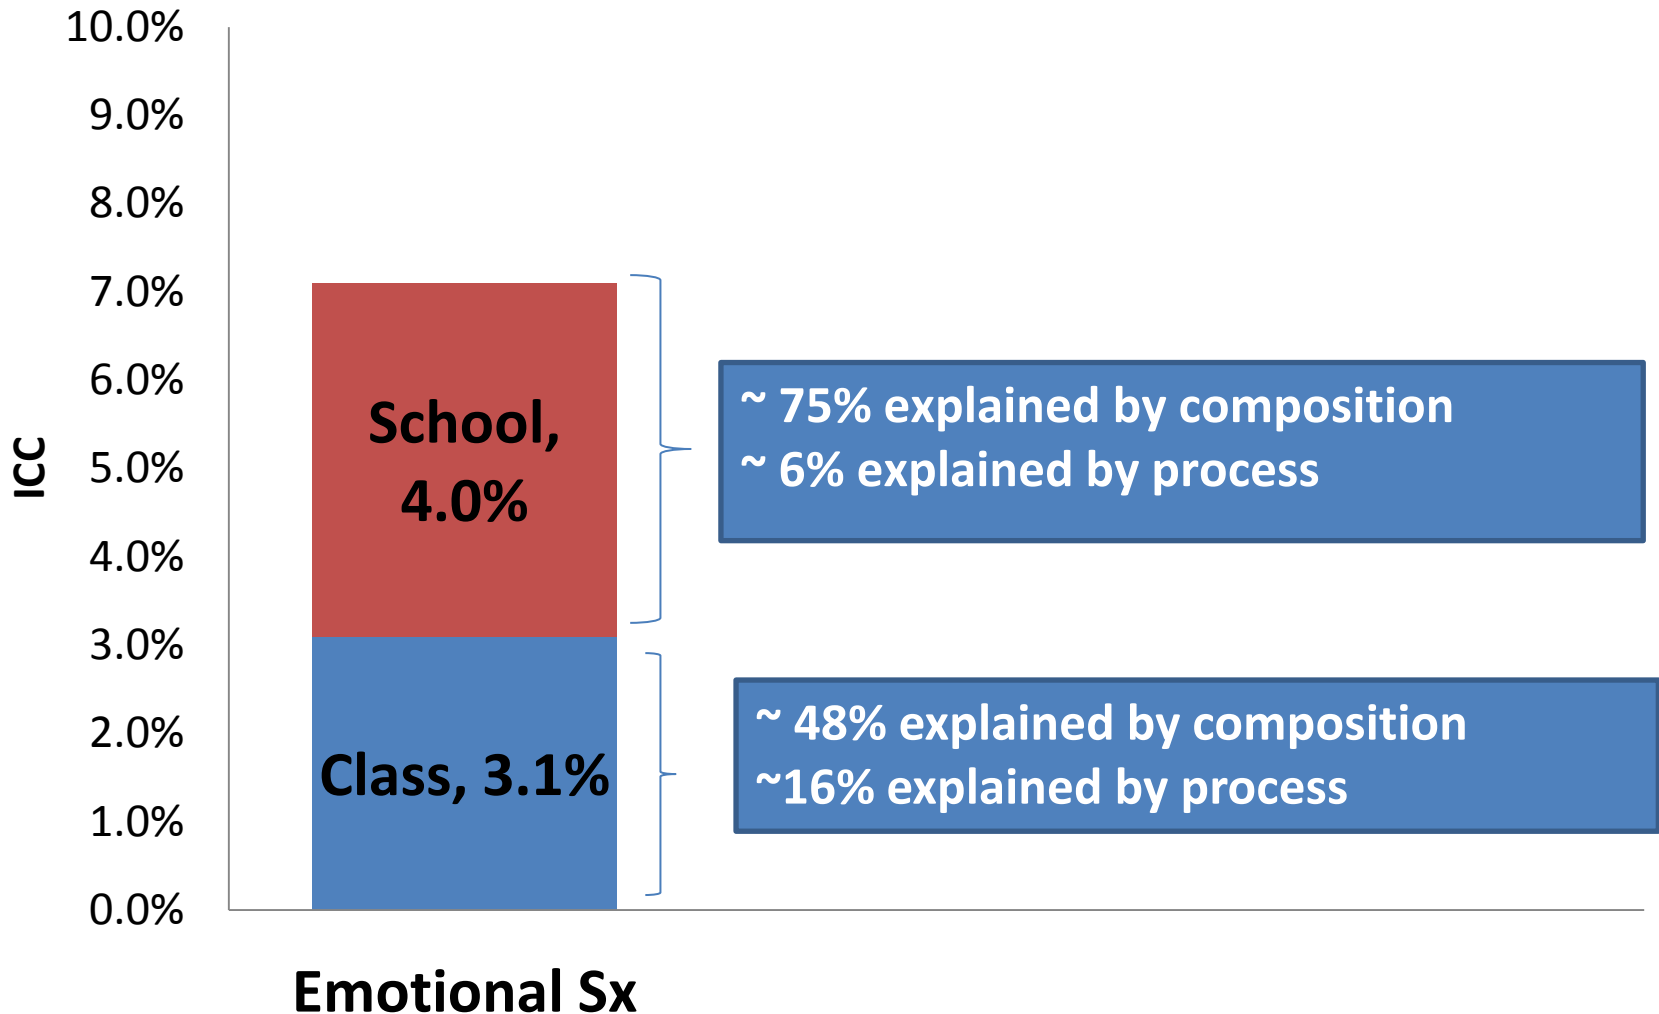 10.0%
9.0%
8.0%
7.0%
6.0%
5.0%
4.0%
3.0%
2.0%
1.0%
0.0%
ICC
School,
4.0%
Class, 3.1%
~ 75% explained by composition
~ 6% explained by process
~ 48% explained by composition
~16% explained by process
Emotional Sx